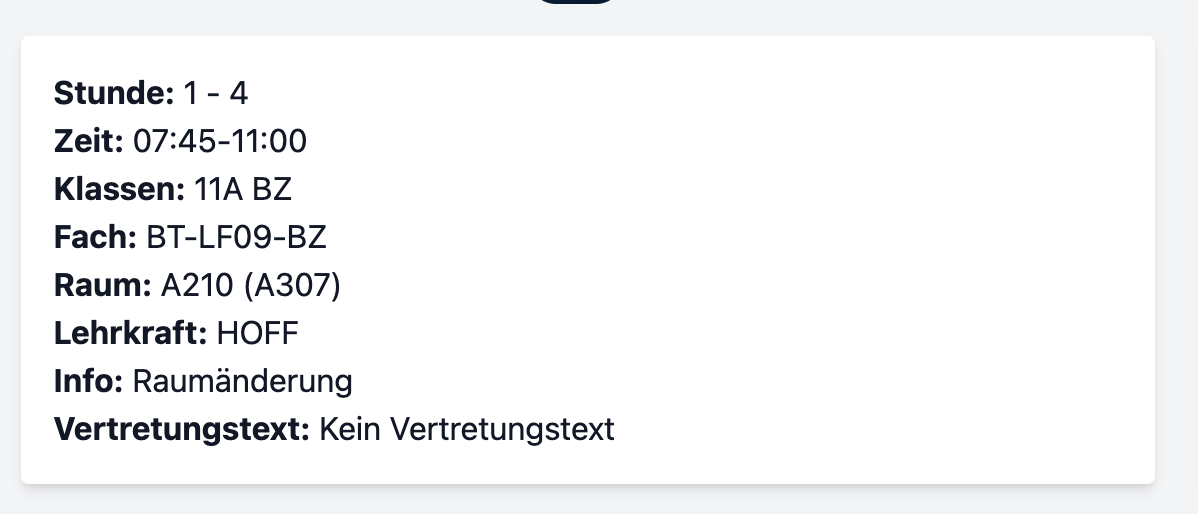 Stunde: 1 - 4
Zeit: 07:45-11:00
Klassen: 11A BZ
Fach: BT-LF09-BZ
Raum: A210 (A307)
Lehrkraft: HOFF
Info: Raumänderung
Vertretungstext: Kein Vertretungstext